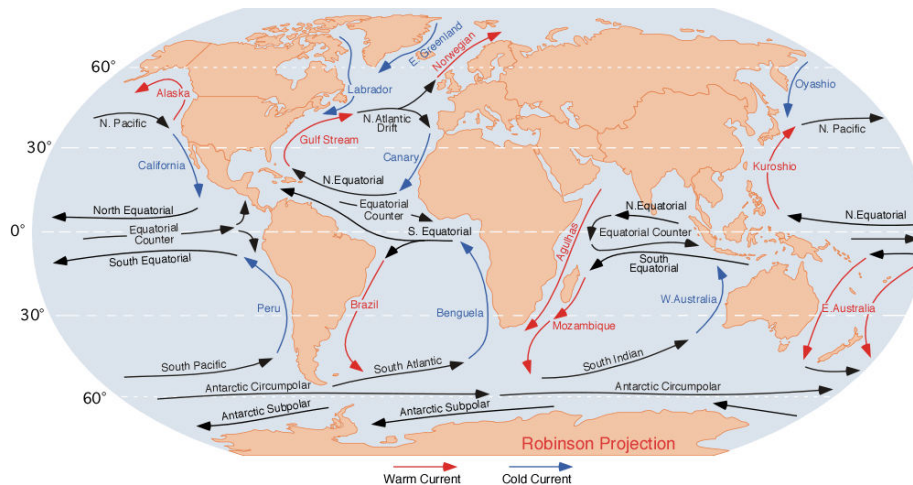 60°
30°
0°
30°
60°
Alaska
N. Pacific
California
North Equatorial
Equatorial
Counter
South Equatorial
Peru
South Pacific
Antarctic Circumpolar
Antarctic Subpolar
Labrador
E. Greenland
Norwegian
N.Atlantic
Drift
Gulf Stream
Canary
N.Equatorial
Equatorial
Counter
S. Equatorial
Brazil
Benguela
South Atlantic
Antarctic Subpolar
Agulhas
Mozambique
N.Equatorial
Equatorial Counter
South
Equatorial
W.Australia
South Indian
Antarctic Circumpolar
Oyashio
N. Pacific
Kuroshio
N.Equatorial
E.Australia
Robinson Projection
Warm Current
Cold Current